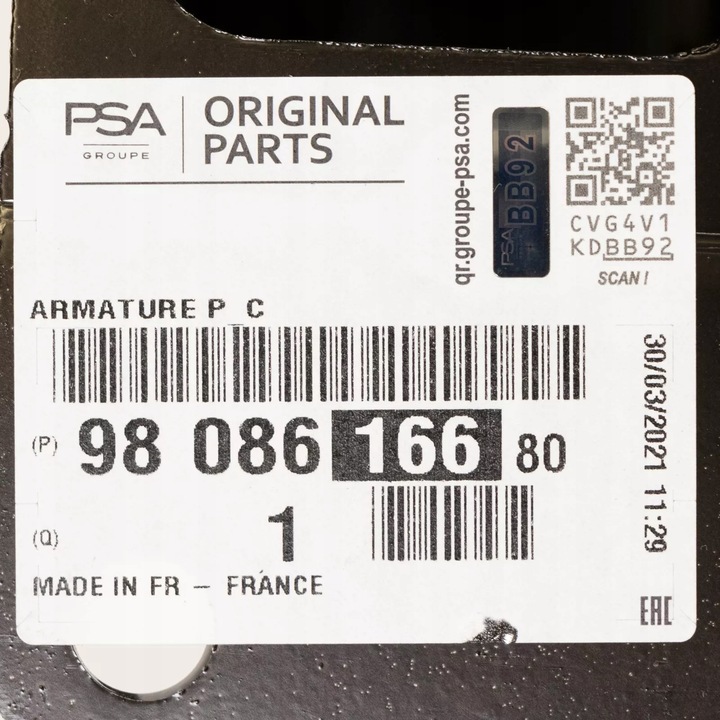 PSA
GROUPE
ORIGINAL
PARTS
qr.groupe-psa.com
PSA BB92
CVG4V1
KDBB92
SCAN!
ARMATURE P C
(P) 98 086 166 80
(Q) 1
MADE IN FR - FRANCE
30/03/2021 11:29
EAC